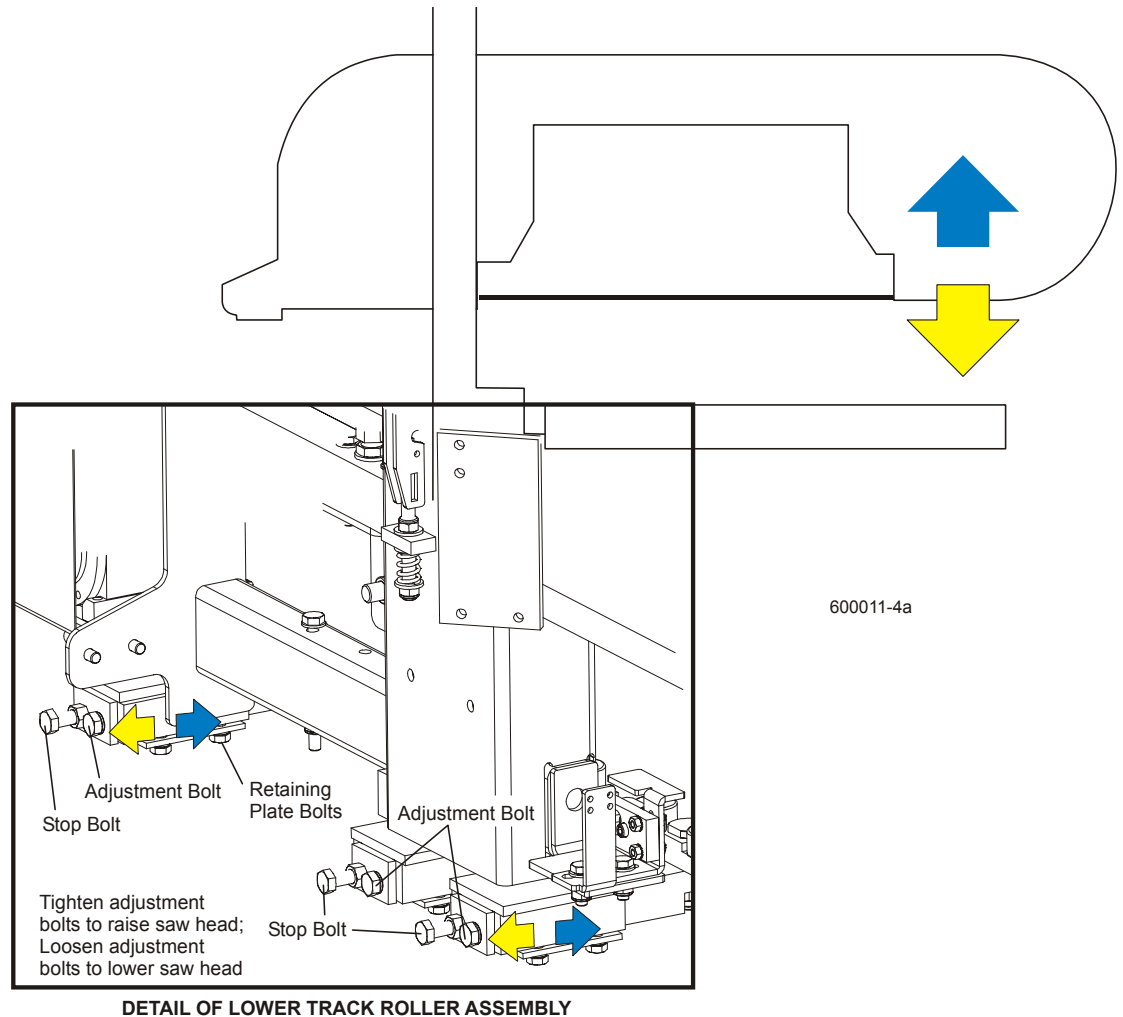 600011-4a
Adjustment Bolt
Stop Bolt
Retaining
Plate Bolts
Adjustment Bolt
Stop Bolt
Tighten adjustment
bolts to raise saw head;
Loosen adjustment
bolts to lower saw head
DETAIL OF LOWER TRACK ROLLER ASSEMBLY